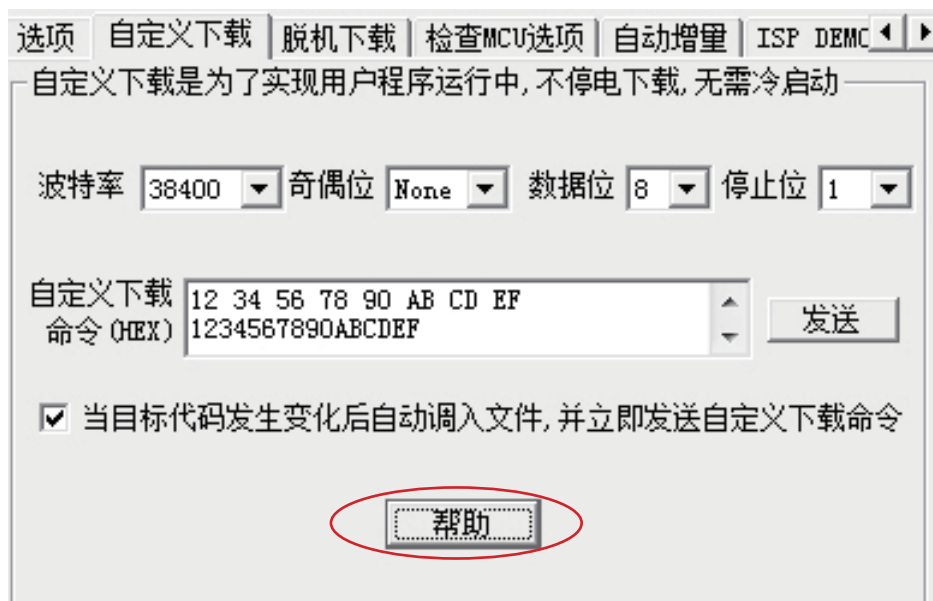 选项 自定义下载 脱机下载 检查MCU选项 自动增量 ISP DEMC
自定义下载是为了实现用户程序运行中,不停电下载,无需冷启动
波特率 38400 奇偶位 None 数据位 8 停止位 1
自定义下载 12 34 56 78 90 AB CD EF
命令(HEX) 1234567890ABCDEF 发送
当目标代码发生变化后自动调入文件,并立即发送自定义下载命令
帮助